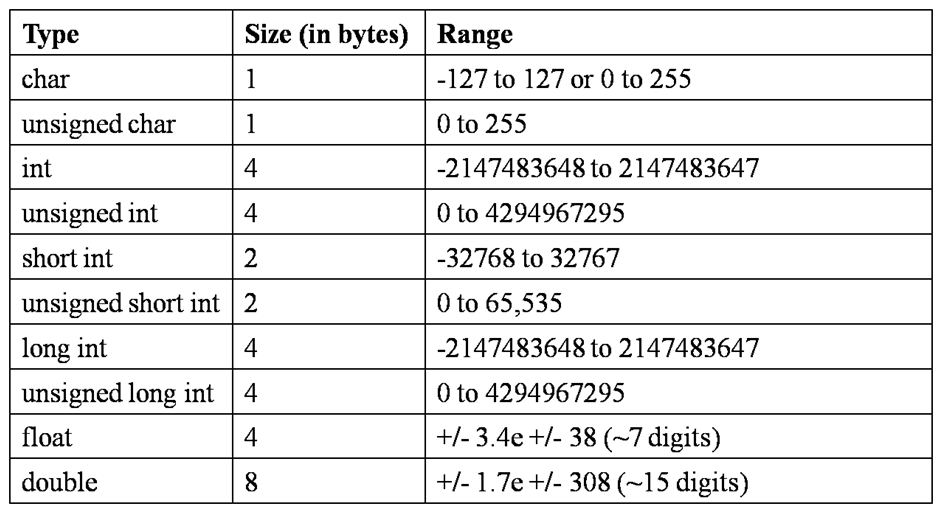 Type Size (in bytes) Range
char 1 -127 to 127 or 0 to 255
unsigned char 1 0 to 255
int 4 -2147483648 to 2147483647
unsigned int 4 0 to 4294967295
short int 2 -32768 to 32767
unsigned short int 2 0 to 65,535
long int 4 -2147483648 to 2147483647
unsigned long int 4 0 to 4294967295
float 4 +/- 3.4e +/- 38 (~7 digits)
double 8 +/- 1.7e +/- 308 (~15 digits)